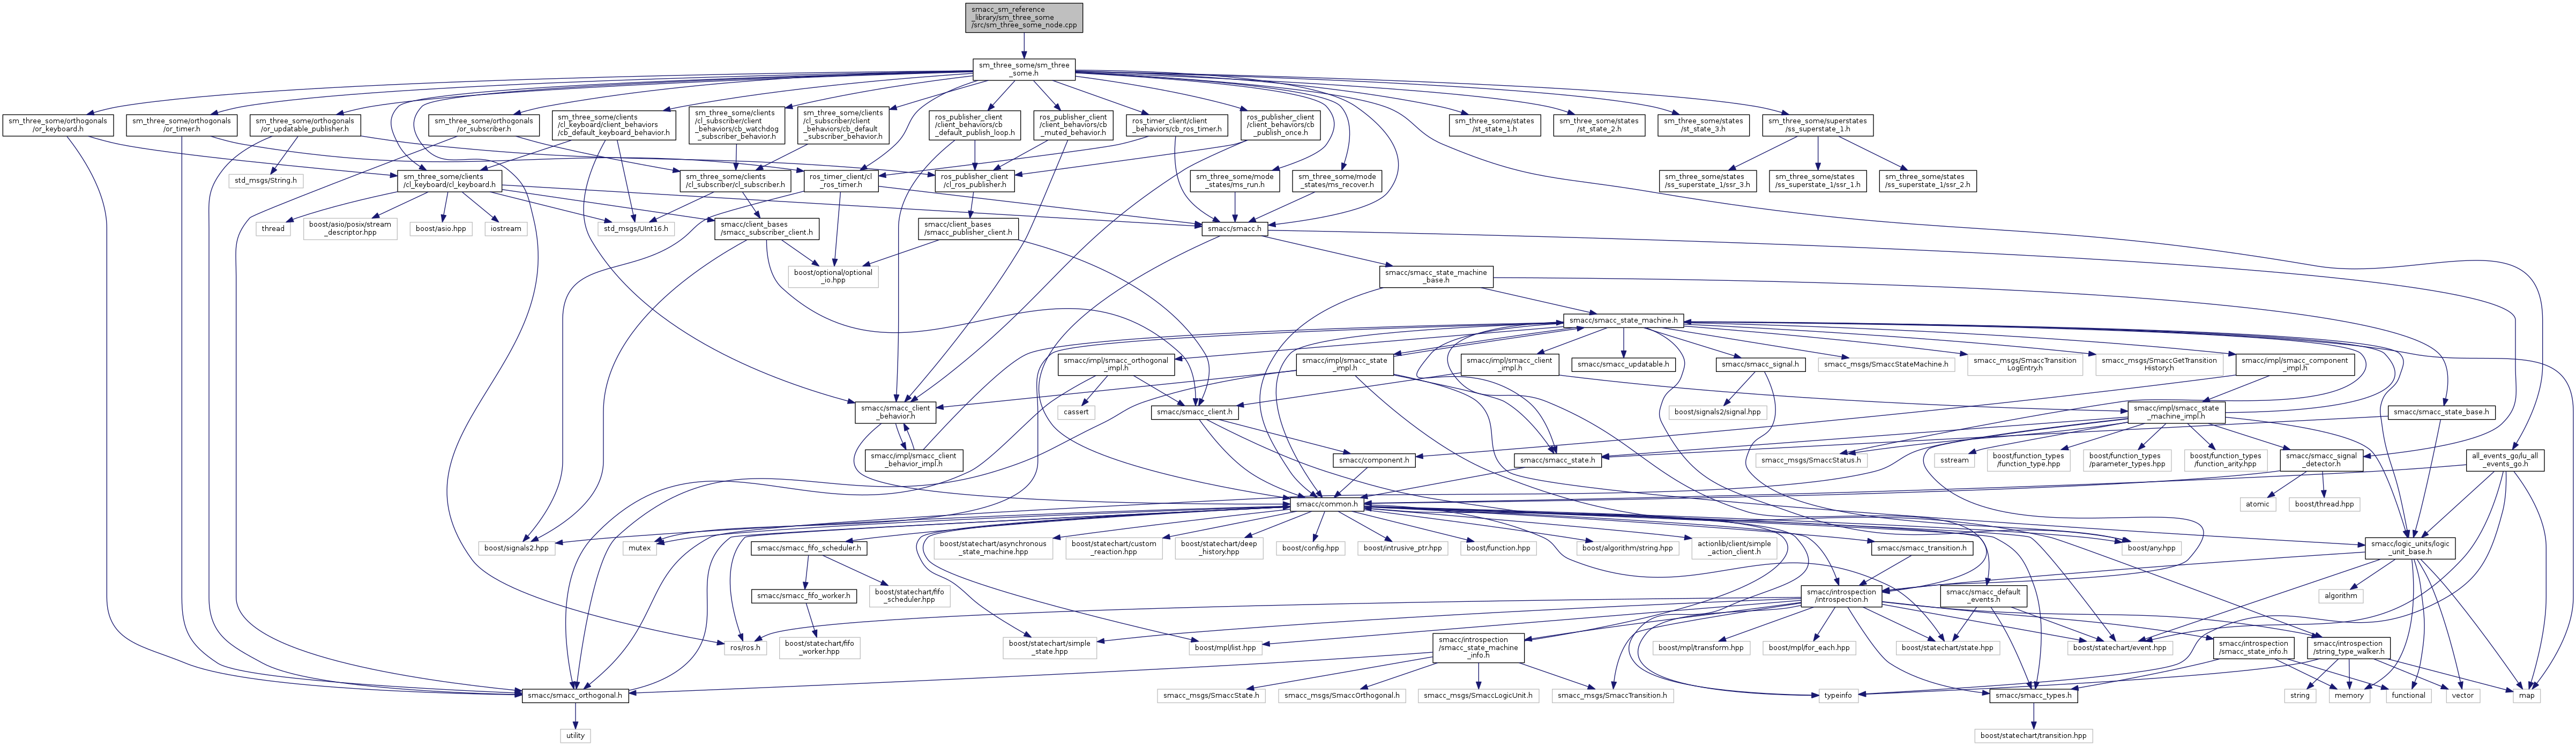 smacc_sm_reference
_library/sm_three_some
/src/sm_three_some_node.cpp
sm_three_some/sm_three
_some.h
sm_three_some/orthogonals
/or_keyboard.h
sm_three_some/orthogonals
/or_timer.h
sm_three_some/orthogonals
/or_updatable_publisher.h
sm_three_some/orthogonals
/or_subscriber.h
sm_three_some/clients
/cl_keyboard/client_behaviors
/cb_default_keyboard_behavior.h
sm_three_some/clients
/cl_subscriber/client
_behaviors/cb_watchdog
_subscriber_behavior.h
sm_three_some/clients
/cl_subscriber/client
_behaviors/cb_default
_subscriber_behavior.h
ros_publisher_client
/client_behaviors/cb
_default_publish_loop.h
ros_publisher_client
/client_behaviors/cb
_muted_behavior.h
ros_timer_client/client
_behaviors/cb_ros_timer.h
ros_publisher_client
/client_behaviors/cb
_publish_once.h
sm_three_some/states
/st_state_1.h
sm_three_some/states
/st_state_2.h
sm_three_some/states
/st_state_3.h
sm_three_some/superstates
/ss_superstate_1.h
std_msgs/String.h
sm_three_some/clients
/cl_keyboard/cl_keyboard.h
sm_three_some/clients
/cl_subscriber/cl_subscriber.h
ros_timer_client/cl
_ros_timer.h
ros_publisher_client
/cl_ros_publisher.h
sm_three_some/mode
_states/ms_run.h
sm_three_some/mode
_states/ms_recover.h
sm_three_some/states
/ss_superstate_1/ssr_3.h
sm_three_some/states
/ss_superstate_1/ssr_1.h
sm_three_some/states
/ss_superstate_1/ssr_2.h
thread
boost/asio/posix/stream
_descriptor.hpp
boost/asio.hpp
iostream
std_msgs/UInt16.h
smacc/client_bases
/smacc_subscriber_client.h
smacc/client_bases
/smacc_publisher_client.h
smacc/smacc.h
boost/optional/optional
_io.hpp
smacc/smacc_state_machine
_base.h
smacc/smacc_state_machine.h
smacc/impl/smacc_orthogonal
_impl.h
smacc/impl/smacc_state
_impl.h
smacc/impl/smacc_client
_impl.h
smacc/smacc_updatable.h
smacc/smacc_signal.h
smacc_msgs/SmaccStateMachine.h
smacc_msgs/SmaccTransition
LogEntry.h
smacc_msgs/SmaccGetTransition
History.h
smacc/impl/smacc_component
_impl.h
smacc/smacc_client
_behavior.h
cassert
smacc/smacc_client.h
boost/signals2/signal.hpp
smacc/impl/smacc_state
_machine_impl.h
smacc/smacc_state_base.h
smacc/impl/smacc_client
_behavior_impl.h
smacc/component.h
smacc/smacc_state.h
smacc_msgs/SmaccStatus.h
sstream
boost/function_types
/function_type.hpp
boost/function_types
/parameter_types.hpp
boost/function_types
/function_arity.hpp
smacc/smacc_signal
_detector.h
all_events_go/lu_all
_events_go.h
smacc/common.h
atomic
boost/thread.hpp
boost/signals2.hpp
mutex
smacc/smacc_fifo_scheduler.h
boost/statechart/asynchronous
_state_machine.hpp
boost/statechart/custom
_reaction.hpp
boost/statechart/deep
_history.hpp
boost/config.hpp
boost/intrusive_ptr.hpp
boost/function.hpp
boost/algorithm/string.hpp
actionlib/client/simple
_action_client.h
smacc/smacc_transition.h
boost/any.hpp
smacc/logic_units/logic
_unit_base.h
smacc/smacc_fifo_worker.h
boost/statechart/fifo
_scheduler.hpp
smacc/introspection
/introspection.h
smacc/smacc_default
_events.h
algorithm
ros/ros.h
boost/statechart/fifo
_worker.hpp
boost/statechart/simple
_state.hpp
boost/mpl/list.hpp
smacc/introspection
/smacc_state_machine
_info.h
boost/mpl/transform.hpp
boost/mpl/for_each.hpp
boost/statechart/state.hpp
boost/statechart/event.hpp
smacc/introspection
/smacc_state_info.h
smacc/introspection
/string_type_walker.h
smacc/smacc_orthogonal.h
smacc_msgs/SmaccState.h
smacc_msgs/SmaccOrthogonal.h
smacc_msgs/SmaccLogicUnit.h
smacc_msgs/SmaccTransition.h
typeinfo
smacc/smacc_types.h
string
memory
functional
vector
map
utility
boost/statechart/transition.hpp